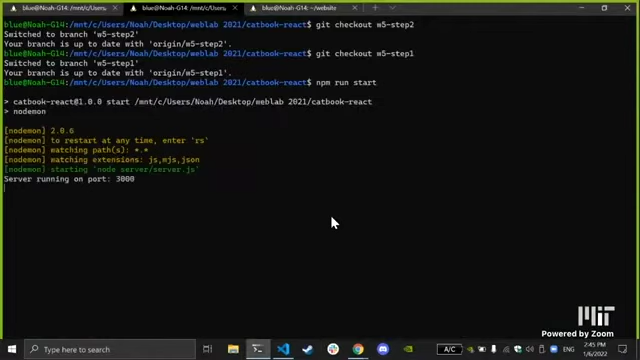 blue@Noah-G14: /mnt/c/Users
blue@Noah-G14: /mnt/c/Users/
blue@Noah-G14: ~/website
blue@Noah-G14:/mnt/c/Users/Noah/Desktop/weblab 2021/catbook-react$ git checkout w5-step2
Switched to branch 'w5-step2'
Your branch is up to date with 'origin/w5-step2'.
blue@Noah-G14:/mnt/c/Users/Noah/Desktop/weblab 2021/catbook-react$ git checkout w5-step1
Switched to branch 'w5-step1'
Your branch is up to date with 'origin/w5-step1'.
blue@Noah-G14:/mnt/c/Users/Noah/Desktop/weblab 2021/catbook-react$ npm run start
> catbook-react@1.0.0 start /mnt/c/Users/Noah/Desktop/weblab 2021/catbook-react
> nodemon
[nodemon] 2.0.6
[nodemon] to restart at any time, enter `rs`
[nodemon] watching path(s): *.*
[nodemon] watching extensions: js,mjs,json
[nodemon] starting `node server/server.js`
Server running on port: 3000
MIT
Powered by Zoom
Type here to search
A/C
ENG
2:45 PM
1/6/2022